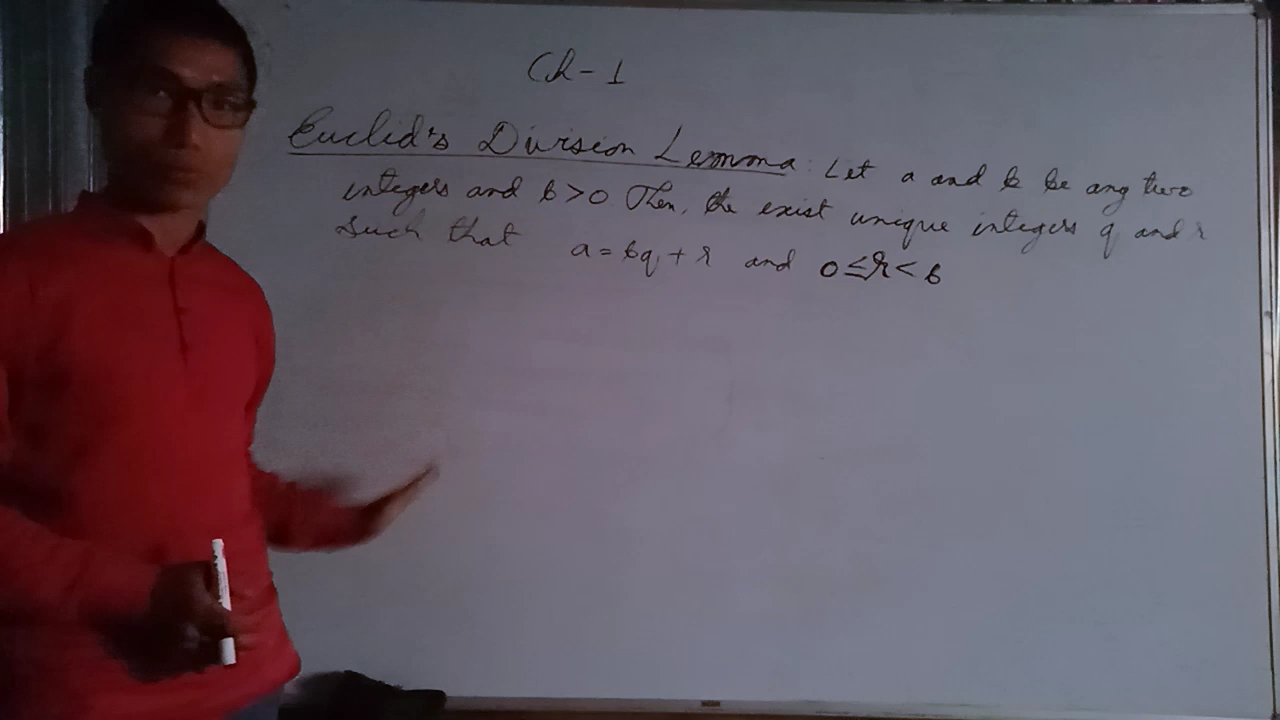 Ch-1
Euclid's Division Lemma: Let a and b be any two
integers and b>0 Then, the exist unique integers q and r
such that a=bq+r and 0≤r<b